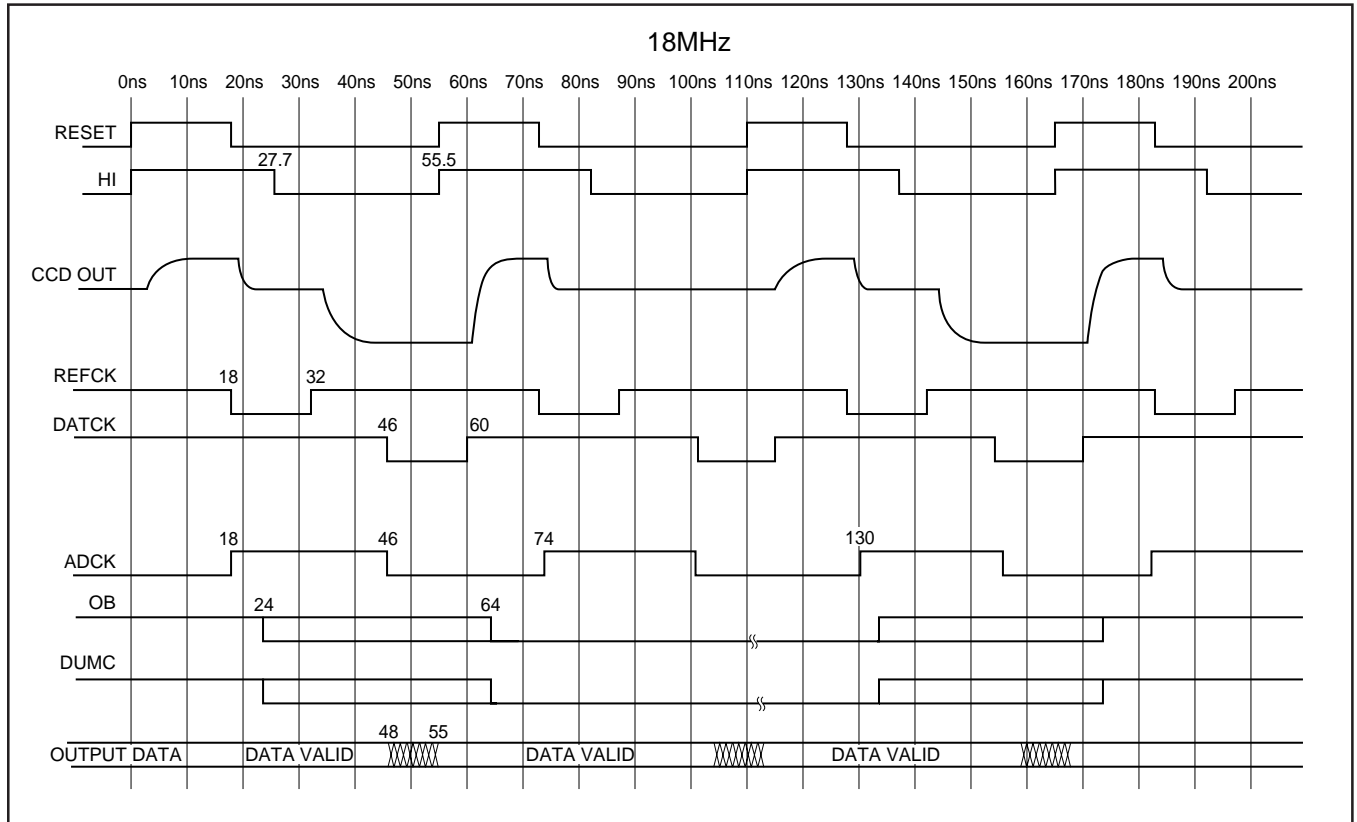 18MHz
0ns 10ns 20ns 30ns 40ns 50ns 60ns 70ns 80ns 90ns 100ns 110ns 120ns 130ns 140ns 150ns 160ns 170ns 180ns 190ns 200ns
RESET
27.7 55.5
HI
CCD OUT
REFCK 18 32
DATCK 46 60
18 46 74 130
ADCK
OB 24 64
DUMC
48 55
OUTPUT DATA DATA VALID DATA VALID DATA VALID